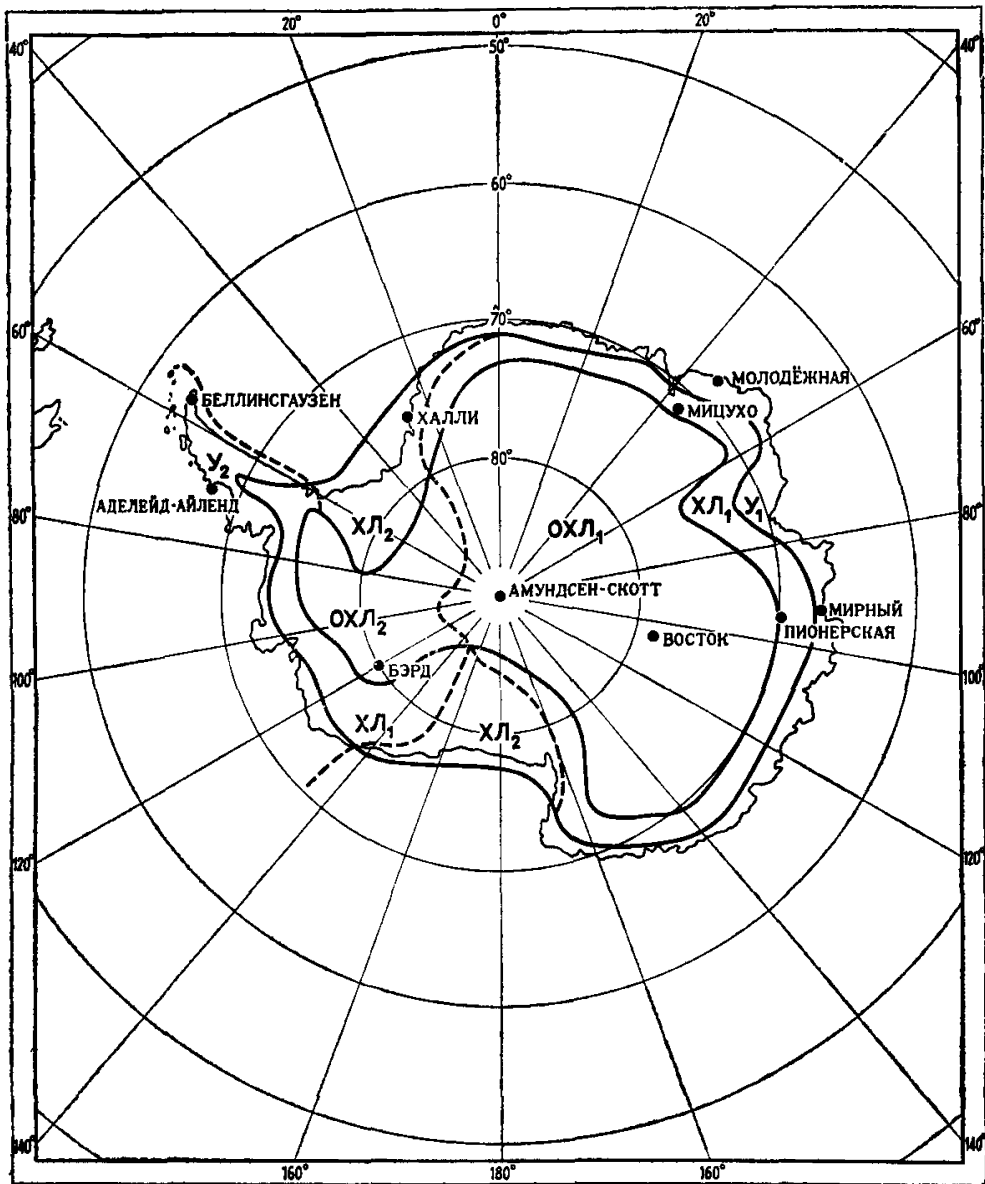 20° 0° 20°
40° 50° 40°
60°
60° 70° 60°
МОЛОДЁЖНАЯ
БЕЛЛИНСГАУЗЕН
ХАЛЛИ
МИЦУХО
80°
У₂
АДЕЛЕЙД-АЙЛЕНД
80° 80°
ХЛ₂
ОХЛ₁
ХЛ₁ У₁
АМУНДСЕН-СКОТТ
МИРНЫЙ
ОХЛ₂
ПИОНЕРСКАЯ
ВОСТОК
БЭРД
100° 100°
ХЛ₁
ХЛ₂
120° 120°
140° 140°
160° 180° 160°